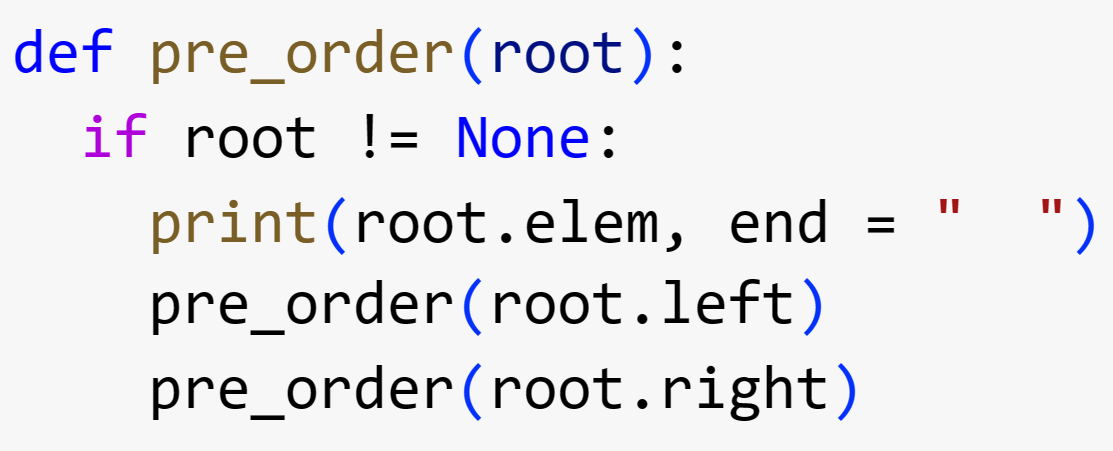 def pre_order(root):
  if root != None:
    print(root.elem, end = "  ")
    pre_order(root.left)
    pre_order(root.right)